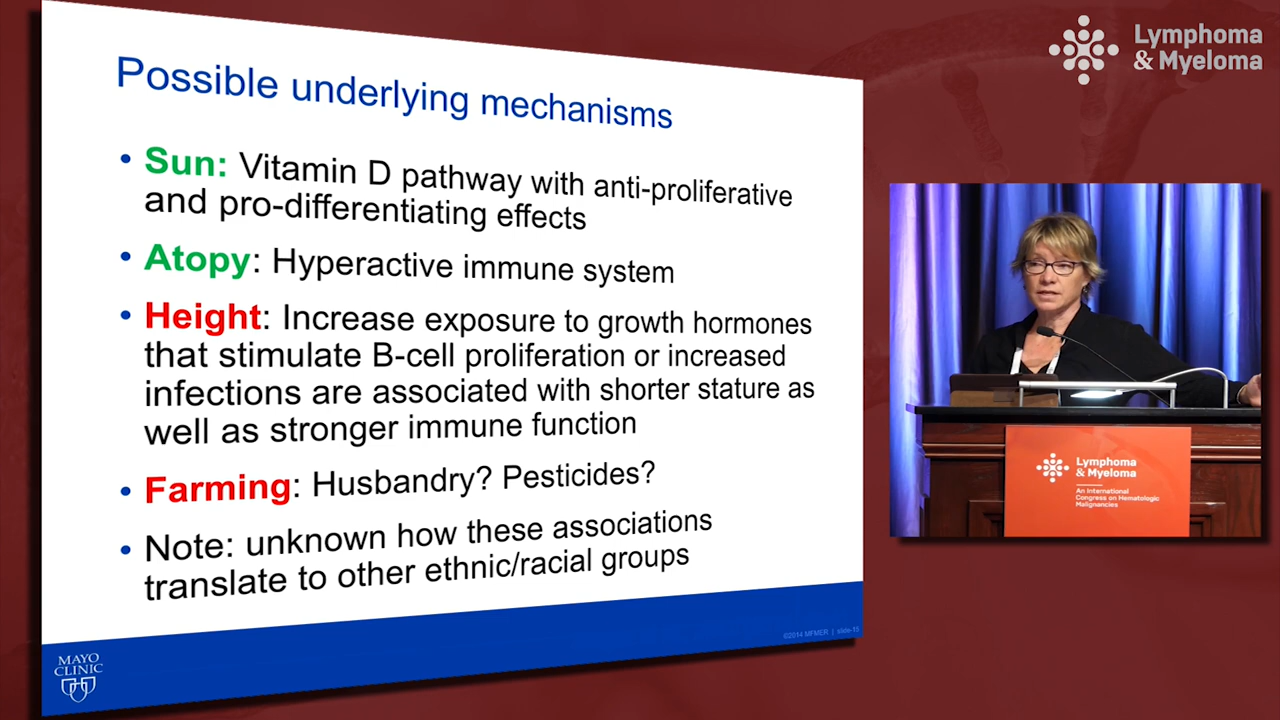 Possible underlying mechanisms
• Sun: Vitamin D pathway with anti-proliferative
and pro-differentiating effects
• Atopy: Hyperactive immune system
• Height: Increase exposure to growth hormones
that stimulate B-cell proliferation or increased
infections are associated with shorter stature as
well as stronger immune function
• Farming: Husbandry? Pesticides?
• Note: unknown how these associations
translate to other ethnic/racial groups
©2014 MFMER | slide-15
MAYO
CLINIC
Lymphoma
& Myeloma
Lymphoma
& Myeloma
An International
Congress on Hematologic
Malignancies